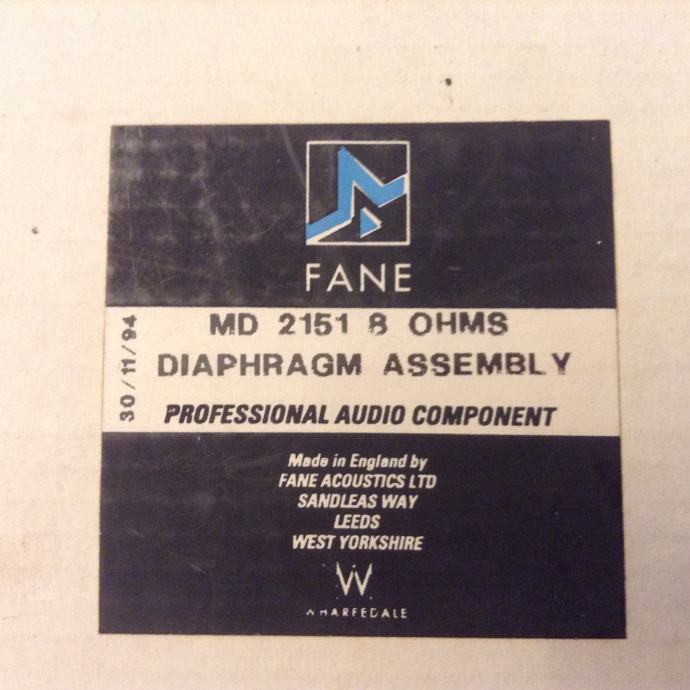 FANE
30/11/94
MD 2151 8 OHMS
DIAPHRAGM ASSEMBLY
PROFESSIONAL AUDIO COMPONENT
Made in England by
FANE ACOUSTICS LTD
SANDLEAS WAY
LEEDS
WEST YORKSHIRE
W
WHARFEDALE